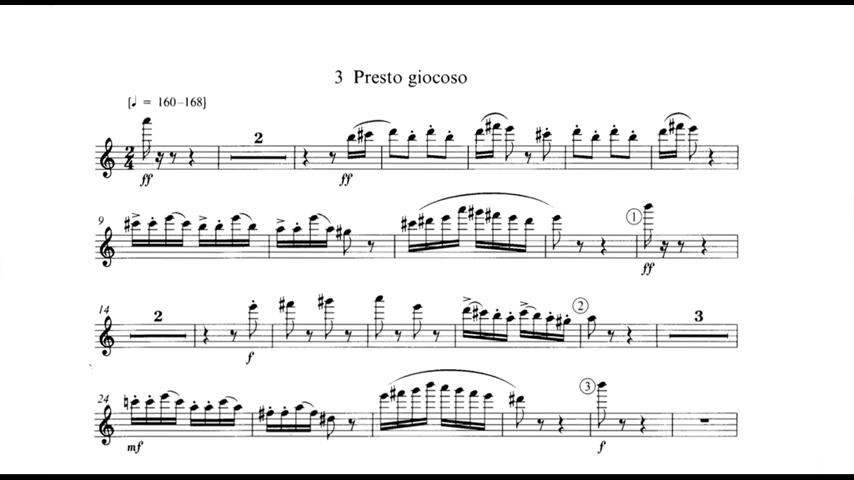 3 Presto giocoso
[♩ = 160–168]
2
ff
ff
9
1
ff
14
2
2
3
f
24
3
mf
f